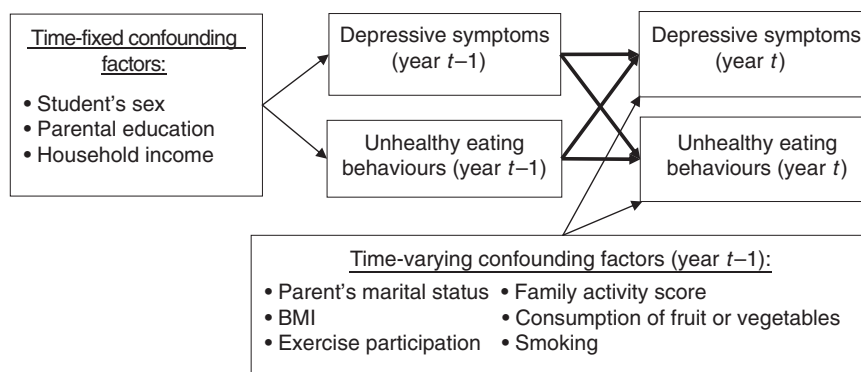 Time-fixed confounding
factors:
• Student's sex
• Parental education
• Household income
Depressive symptoms
(year t–1)
Unhealthy eating
behaviours (year t–1)
Depressive symptoms
(year t)
Unhealthy eating
behaviours (year t)
Time-varying confounding factors (year t–1):
• Parent's marital status
• BMI
• Exercise participation
• Family activity score
• Consumption of fruit or vegetables
• Smoking